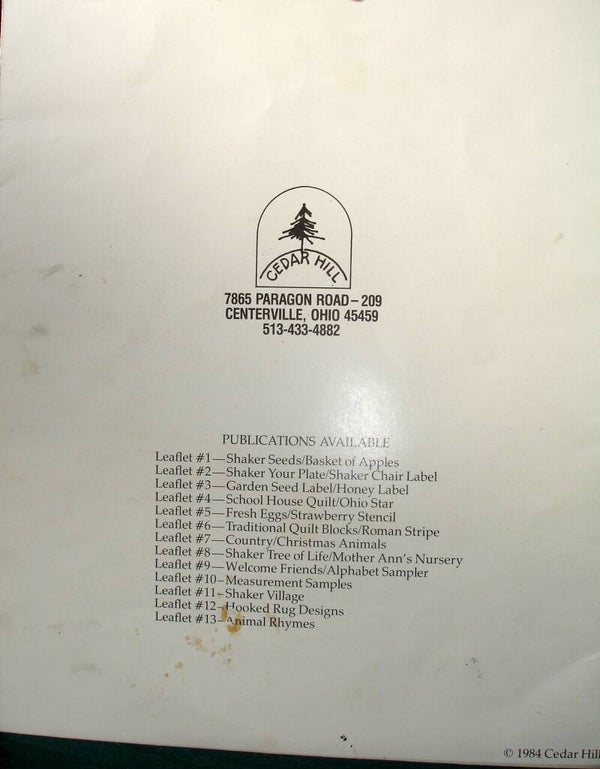 CEDAR HILL
7865 PARAGON ROAD – 209
CENTERVILLE, OHIO 45459
513-433-4882
PUBLICATIONS AVAILABLE
Leaflet #1—Shaker Seeds/Basket of Apples
Leaflet #2—Shaker Your Plate/Shaker Chair Label
Leaflet #3—Garden Seed Label/Honey Label
Leaflet #4—School House Quilt/Ohio Star
Leaflet #5—Fresh Eggs/Strawberry Stencil
Leaflet #6—Traditional Quilt Blocks/Roman Stripe
Leaflet #7—Country/Christmas Animals
Leaflet #8—Shaker Tree of Life/Mother Ann's Nursery
Leaflet #9—Welcome Friends/Alphabet Sampler
Leaflet #10–Measurement Samples
Leaflet #11–Shaker Village
Leaflet #12–Hooked Rug Designs
Leaflet #13–Animal Rhymes
© 1984 Cedar Hill